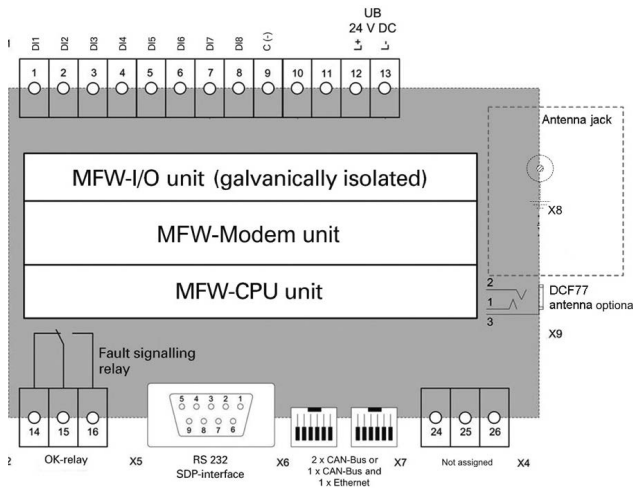 UB
24 V DC
DI1 DI2 DI3 DI4 DI5 DI6 DI7 DI8 C (-) L+ L-
1 2 3 4 5 6 7 8 9 10 11 12 13
Antenna jack
MFW-I/O unit (galvanically isolated)
X8
MFW-Modem unit
MFW-CPU unit
2
DCF77
1
antenna optiona
3
X9
Fault signalling
relay
5 4 3 2 1
9 8 7 6
14 15 16
24 25 26
OK-relay
X5
RS 232
SDP-interface
X6
2 x CAN-Bus or
1 x CAN-Bus and
1 x Ethernet
X7
Not assigned
X4